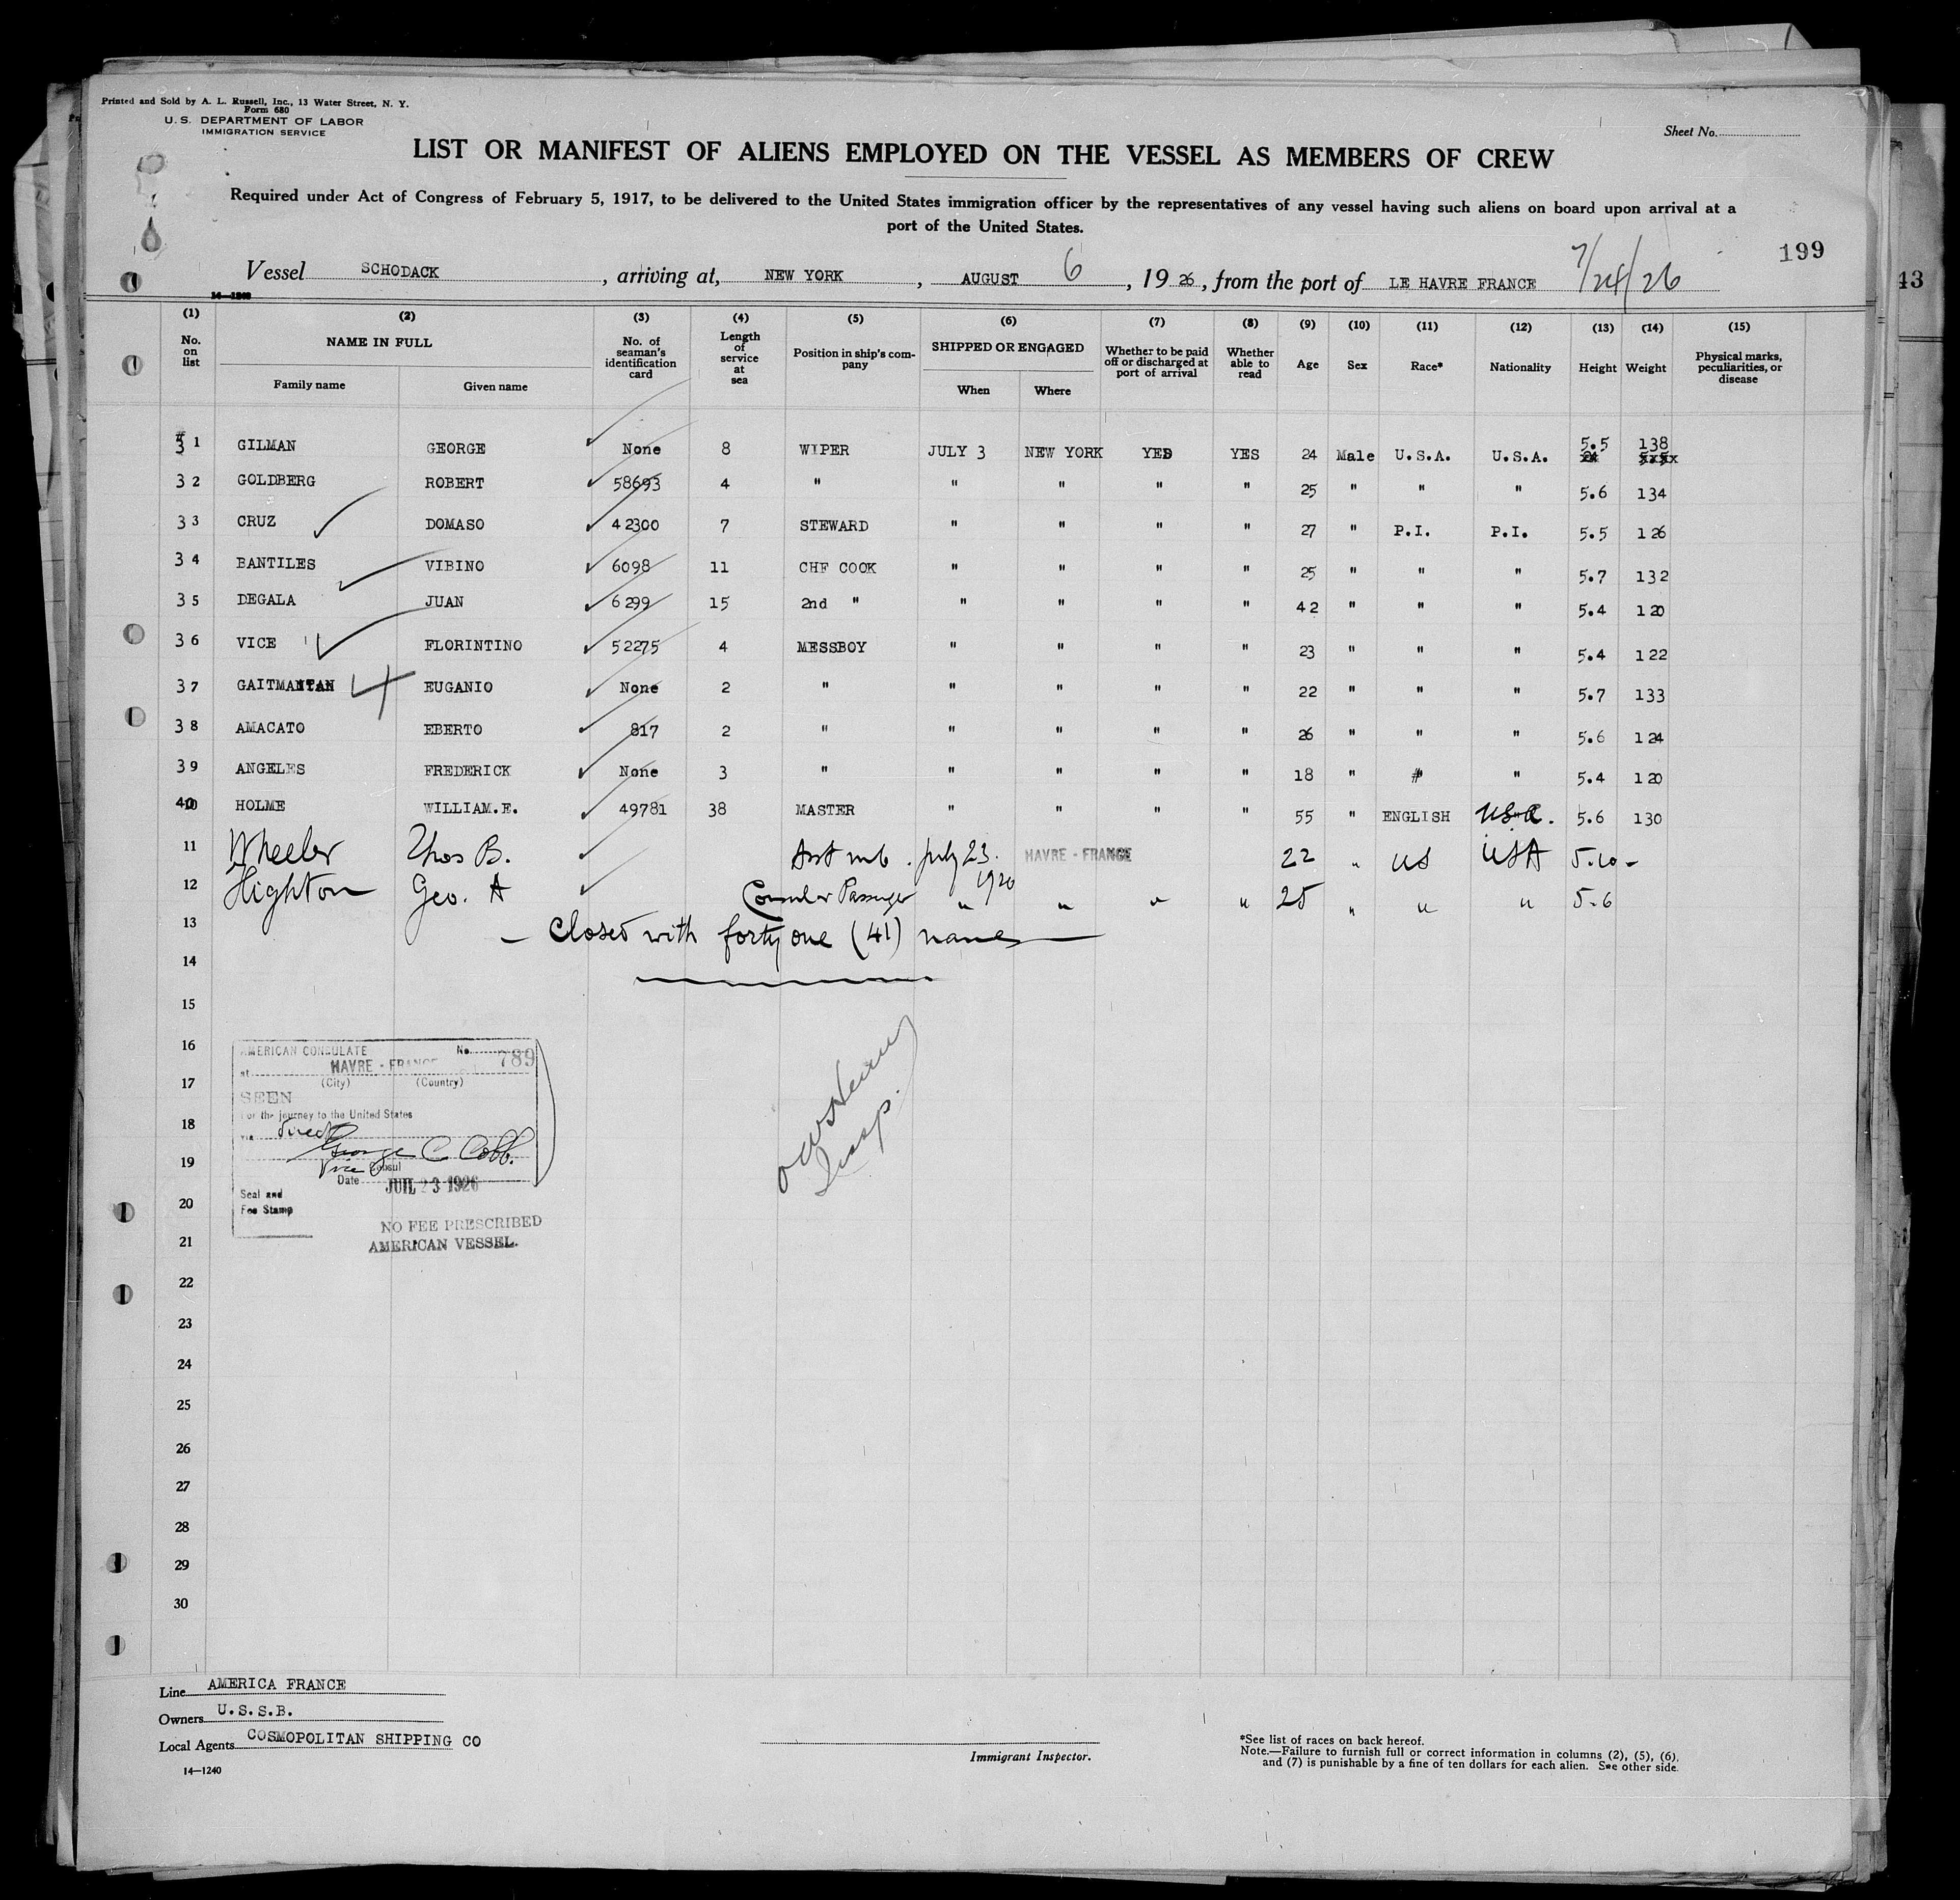 Printed and Sold by A. L. Russell, Inc., 13 Water Street, N. Y.
Form 680
U. S. DEPARTMENT OF LABOR
IMMIGRATION SERVICE
Sheet No.
LIST OR MANIFEST OF ALIENS EMPLOYED ON THE VESSEL AS MEMBERS OF CREW
Required under Act of Congress of February 5, 1917, to be delivered to the United States immigration officer by the representatives of any vessel having such aliens on board upon arrival at a
port of the United States.
199
43
Vessel SCHODACK, arriving at, NEW YORK, AUGUST 6, 1926, from the port of LE HAVRE FRANCE 7/24/26
14—1240
(1) (2) (3) (4) (5) (6) (7) (8) (9) (10) (11) (12) (13) (14) (15)
No. on list NAME IN FULL Family name Given name No. of seaman's identification card Length of service at sea Position in ship's company SHIPPED OR ENGAGED When Where Whether to be paid off or discharged at port of arrival Whether able to read Age Sex Race* Nationality Height Weight Physical marks, peculiarities, or disease
31 GILMAN GEORGE None 8 WIPER JULY 3 NEW YORK YES YES 24 Male U.S.A. U.S.A. 5.5 138
32 GOLDBERG ROBERT 58693 4 " " " " " 25 " " " 5.6 134
33 CRUZ DOMASO 42300 7 STEWARD " " " " 27 " P.I. P.I. 5.5 126
34 BANTILES VIBINO 6098 11 CHF COOK " " " " 25 " " " 5.7 132
35 DEGALA JUAN 6299 15 2nd " " " " " 42 " " " 5.4 120
36 VICE FLORINTINO 52275 4 MESSBOY " " " " 23 " " " 5.4 122
37 GAITMANTAN EUGANIO None 2 " " " " " 22 " " " 5.7 133
38 AMACATO EBERTO 817 2 " " " " " 26 " " " 5.6 124
39 ANGELES FREDERICK None 3 " " " " " 18 " " " 5.4 120
40 HOLME WILLIAM.E. 49781 38 MASTER " " " " 55 " ENGLISH USA. 5.6 130
11 Wheeler Thos B. July 23. HAVRE - FRANCE 22 " US USA 5.10 -
12 Highton Geo. A Consular Passenger " " " " 25 " " " 5.6
13 — Closed with forty one (41) names —
14
15
16
17
18
19
20
21
22
23
24
25
26
27
28
29
30
AMERICAN CONSULATE No. 789
at HAVRE - FRANCE
(City) (Country)
SEEN
For the journey to the United States
via direct
George C Cobb.
Vice Consul
Date JUIL 23 1926
Seal and
Fee Stamp
NO FEE PRESCRIBED
AMERICAN VESSEL.
Insp.
Line AMERICA FRANCE
Owners U.S.S.B.
Local Agents COSMOPOLITAN SHIPPING CO
14—1240
Immigrant Inspector.
*See list of races on back hereof.
Note.—Failure to furnish full or correct information in columns (2), (5), (6),
and (7) is punishable by a fine of ten dollars for each alien. See other side.